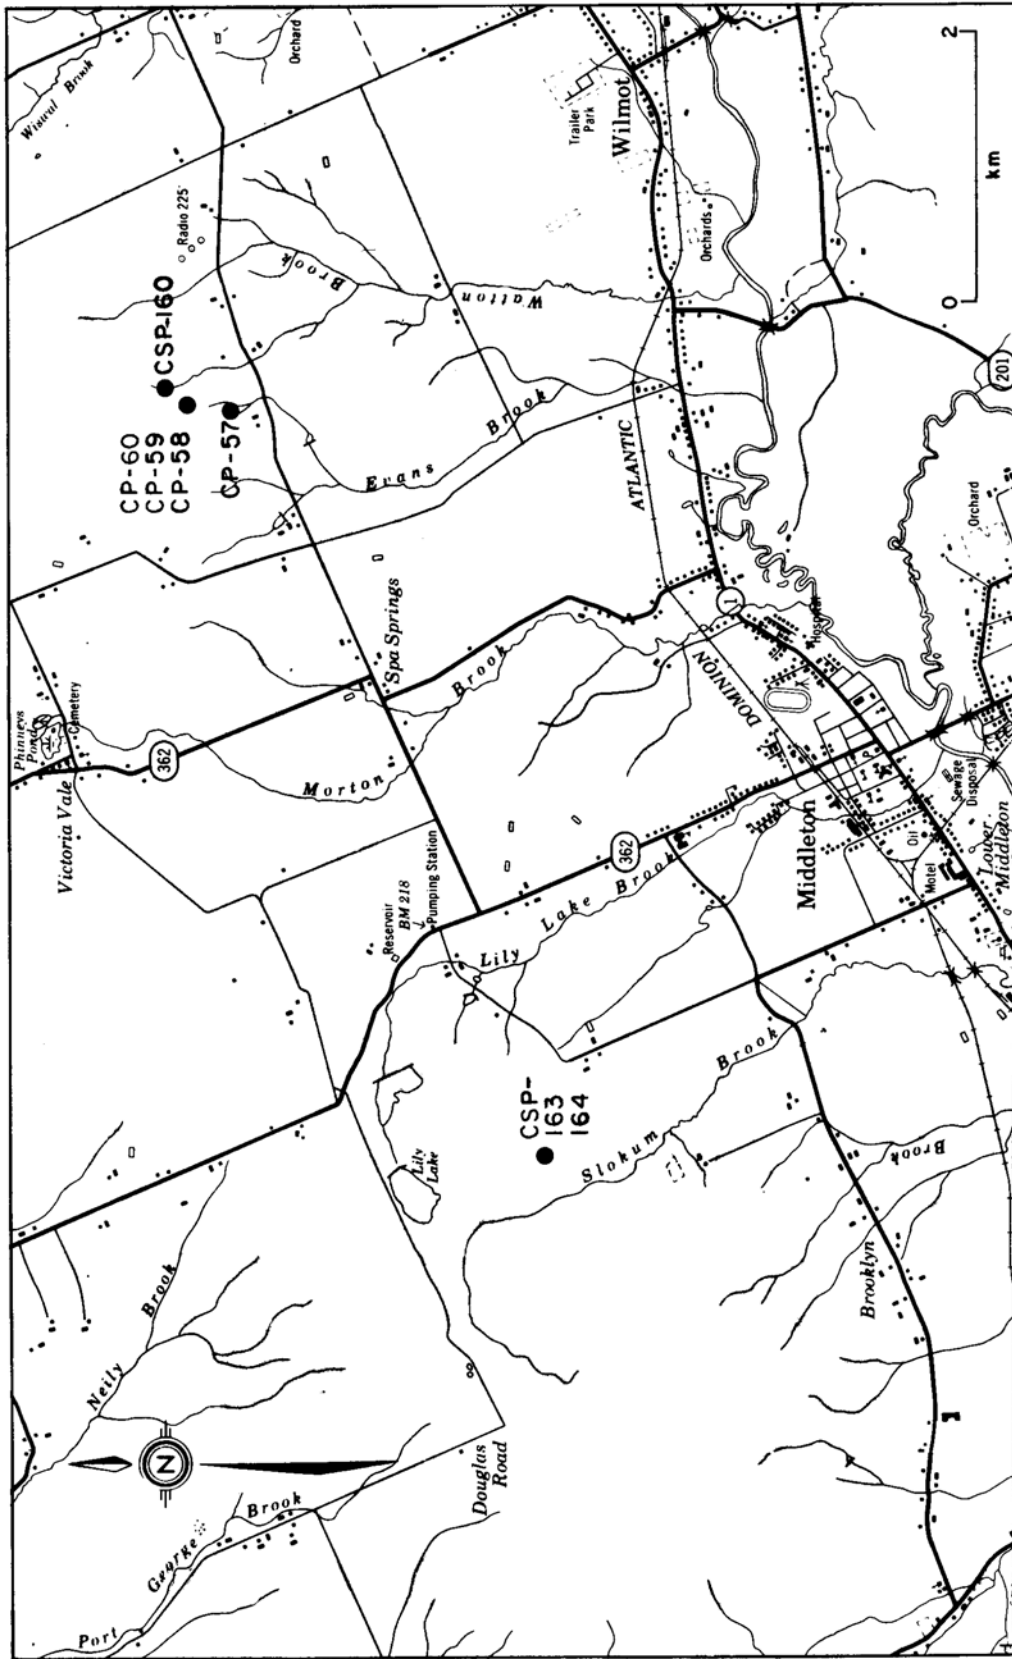 Wiswal Brook
Orchard
Radio 225'
CSP-160
CP-60
CP-59
CP-58
CP-57
Trailer
Park
Wilmot
Orchards
2
km
0
201
Watton
Brook
Evans
Brook
ATLANTIC
DOMINION
1
Hospital
Orchard
Phinneys
Pond
Cemetery
Victoria Vale
362
Spa Springs
Morton
Brook
362
Pumping Station
BM 218
Reservoir
Lily
Lake
Brook
Middleton
Oil
Motel
Sewage
Disposal
Lower
Middleton
Lily
Lake
CSP-
163
164
Slokum
Brook
Brooklyn
Brook
Neily
Brook
N
Port
George
Brook
Douglas
Road